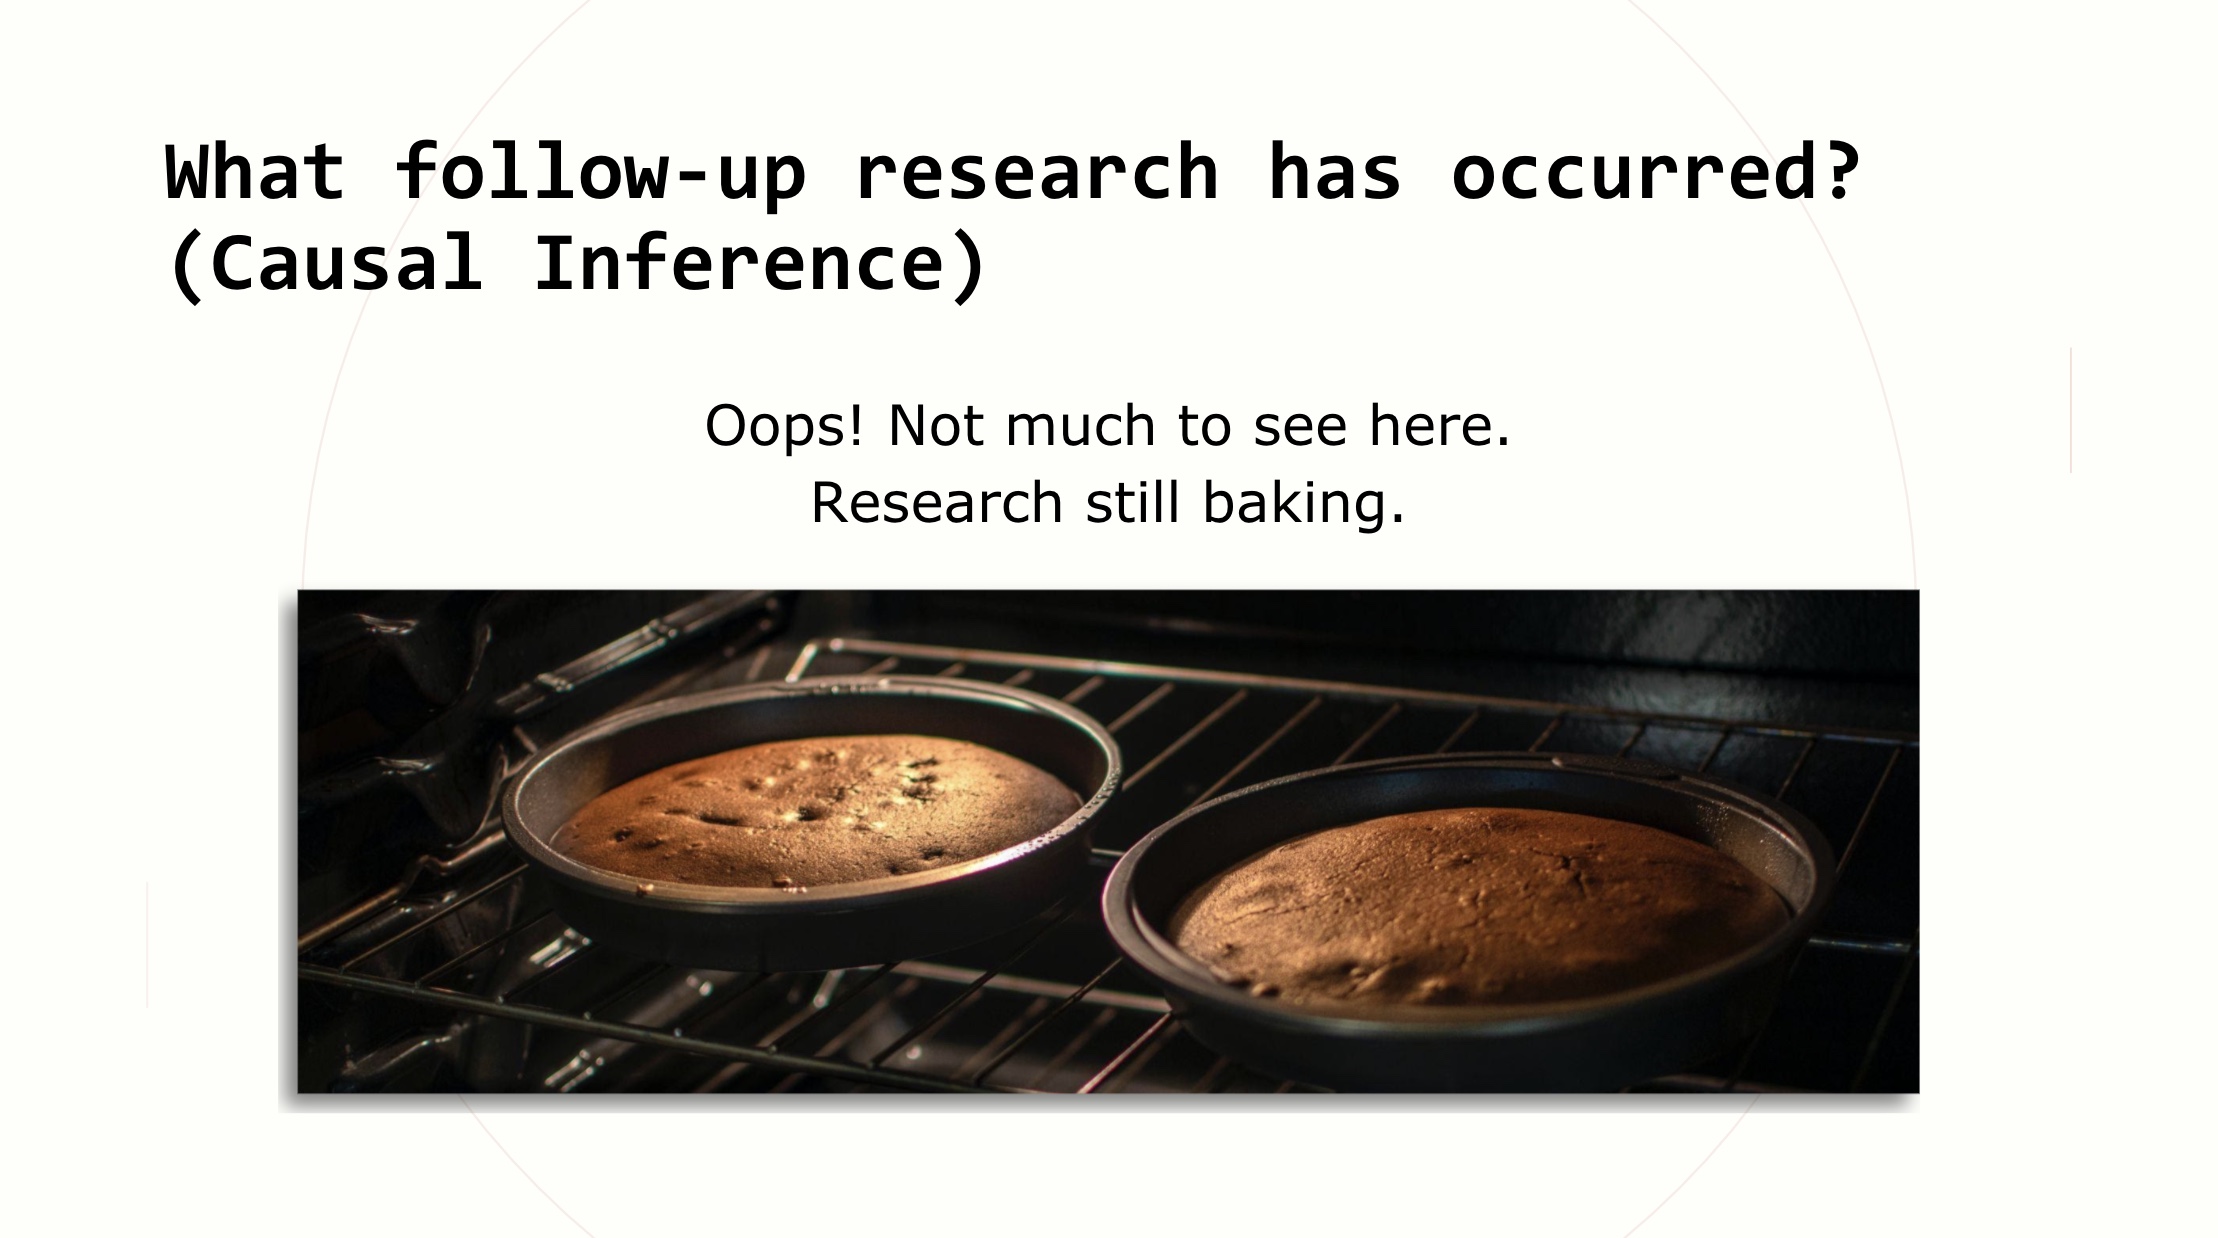 What follow-up research has occurred?
(Causal Inference)
Oops! Not much to see here.
Research still baking.